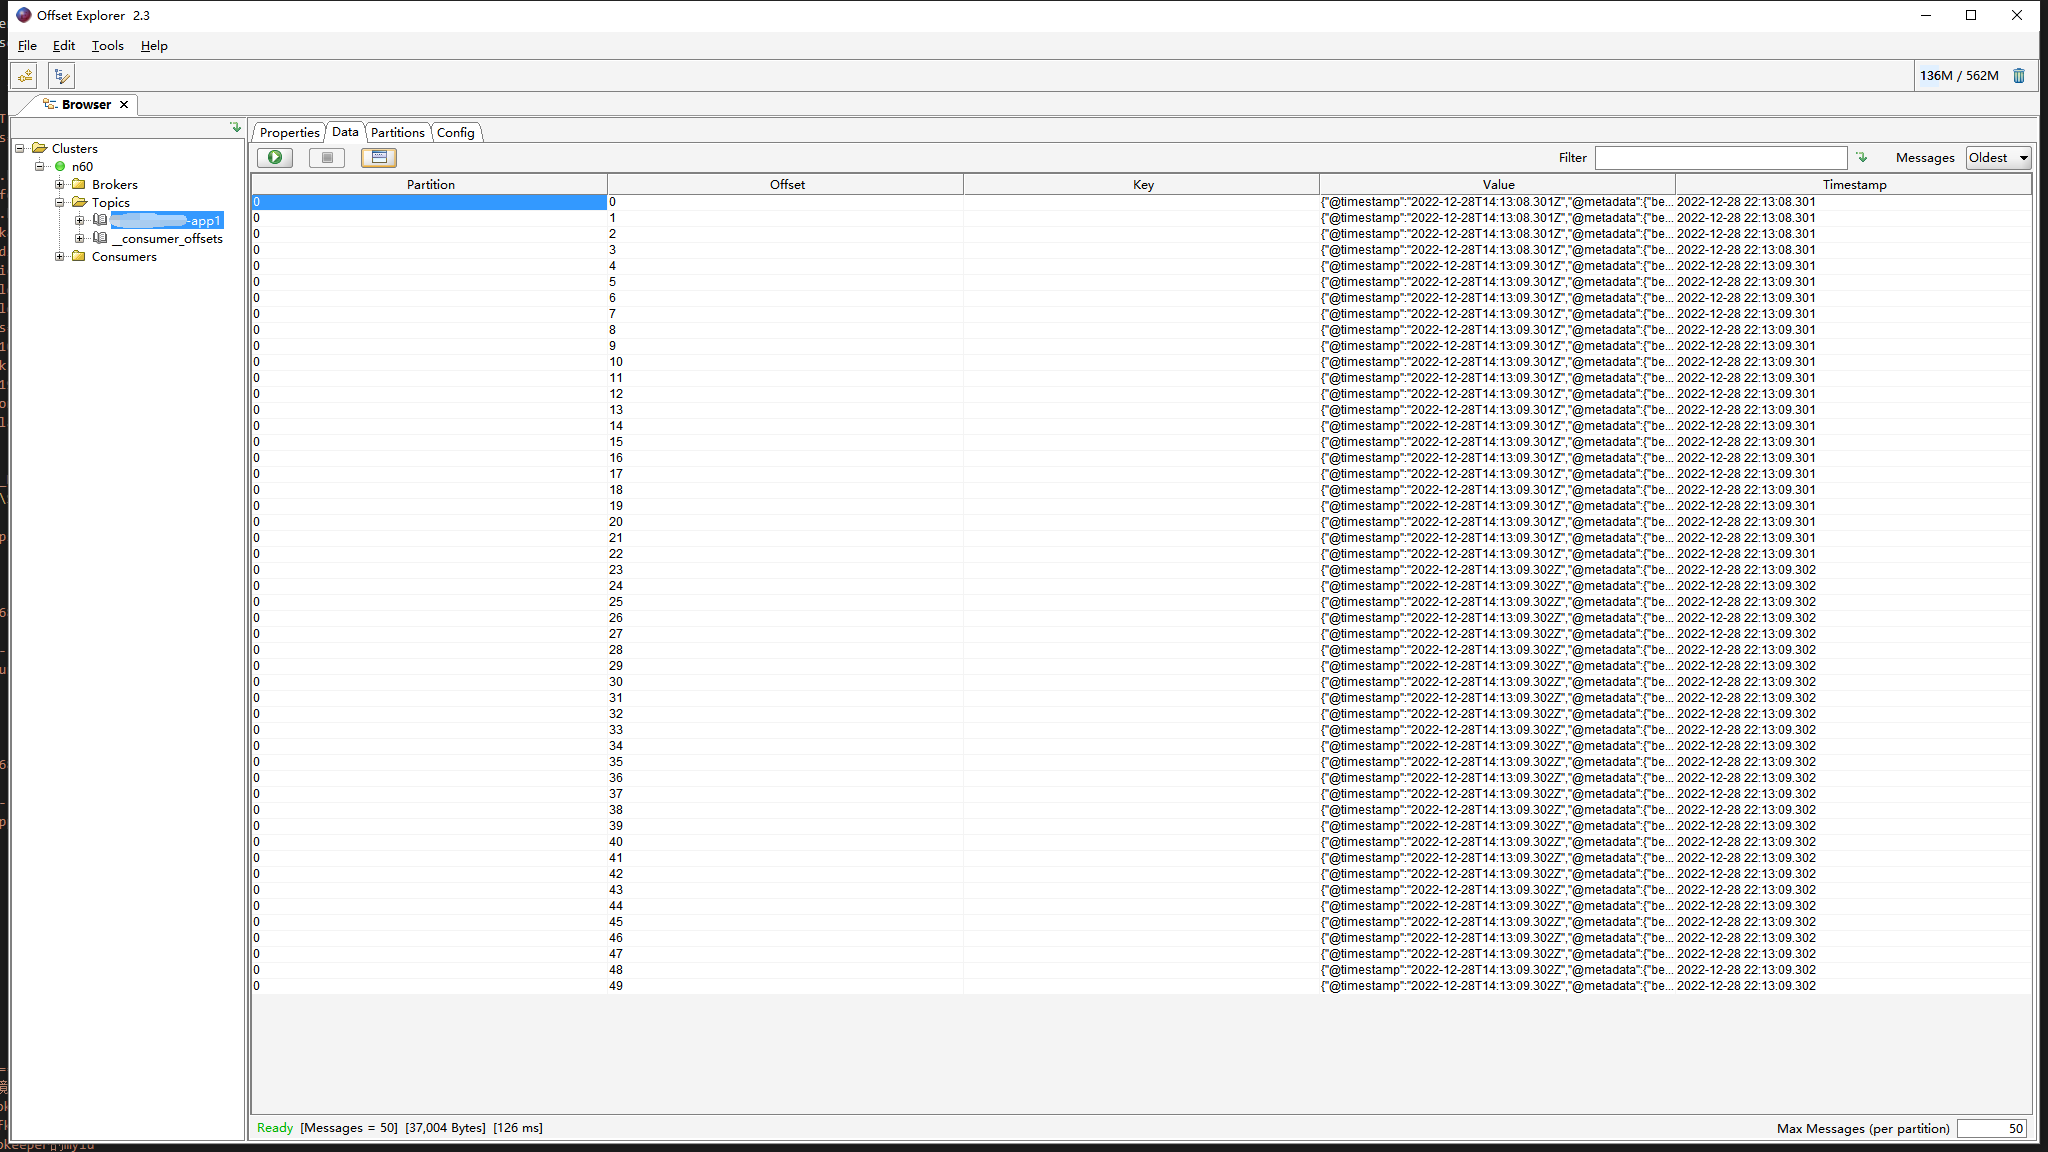 Offset Explorer 2.3
File Edit Tools Help
136M / 562M
Browser
Clusters
n60
Brokers
Topics
-app1
__consumer_offsets
Consumers
Properties Data Partitions Config
Filter Messages Oldest
Partition Offset Key Value Timestamp
0 0 {"@timestamp":"2022-12-28T14:13:08.301Z","@metadata":{"be... 2022-12-28 22:13:08.301
0 1 {"@timestamp":"2022-12-28T14:13:08.301Z","@metadata":{"be... 2022-12-28 22:13:08.301
0 2 {"@timestamp":"2022-12-28T14:13:08.301Z","@metadata":{"be... 2022-12-28 22:13:08.301
0 3 {"@timestamp":"2022-12-28T14:13:08.301Z","@metadata":{"be... 2022-12-28 22:13:08.301
0 4 {"@timestamp":"2022-12-28T14:13:09.301Z","@metadata":{"be... 2022-12-28 22:13:09.301
0 5 {"@timestamp":"2022-12-28T14:13:09.301Z","@metadata":{"be... 2022-12-28 22:13:09.301
0 6 {"@timestamp":"2022-12-28T14:13:09.301Z","@metadata":{"be... 2022-12-28 22:13:09.301
0 7 {"@timestamp":"2022-12-28T14:13:09.301Z","@metadata":{"be... 2022-12-28 22:13:09.301
0 8 {"@timestamp":"2022-12-28T14:13:09.301Z","@metadata":{"be... 2022-12-28 22:13:09.301
0 9 {"@timestamp":"2022-12-28T14:13:09.301Z","@metadata":{"be... 2022-12-28 22:13:09.301
0 10 {"@timestamp":"2022-12-28T14:13:09.301Z","@metadata":{"be... 2022-12-28 22:13:09.301
0 11 {"@timestamp":"2022-12-28T14:13:09.301Z","@metadata":{"be... 2022-12-28 22:13:09.301
0 12 {"@timestamp":"2022-12-28T14:13:09.301Z","@metadata":{"be... 2022-12-28 22:13:09.301
0 13 {"@timestamp":"2022-12-28T14:13:09.301Z","@metadata":{"be... 2022-12-28 22:13:09.301
0 14 {"@timestamp":"2022-12-28T14:13:09.301Z","@metadata":{"be... 2022-12-28 22:13:09.301
0 15 {"@timestamp":"2022-12-28T14:13:09.301Z","@metadata":{"be... 2022-12-28 22:13:09.301
0 16 {"@timestamp":"2022-12-28T14:13:09.301Z","@metadata":{"be... 2022-12-28 22:13:09.301
0 17 {"@timestamp":"2022-12-28T14:13:09.301Z","@metadata":{"be... 2022-12-28 22:13:09.301
0 18 {"@timestamp":"2022-12-28T14:13:09.301Z","@metadata":{"be... 2022-12-28 22:13:09.301
0 19 {"@timestamp":"2022-12-28T14:13:09.301Z","@metadata":{"be... 2022-12-28 22:13:09.301
0 20 {"@timestamp":"2022-12-28T14:13:09.301Z","@metadata":{"be... 2022-12-28 22:13:09.301
0 21 {"@timestamp":"2022-12-28T14:13:09.301Z","@metadata":{"be... 2022-12-28 22:13:09.301
0 22 {"@timestamp":"2022-12-28T14:13:09.301Z","@metadata":{"be... 2022-12-28 22:13:09.301
0 23 {"@timestamp":"2022-12-28T14:13:09.302Z","@metadata":{"be... 2022-12-28 22:13:09.302
0 24 {"@timestamp":"2022-12-28T14:13:09.302Z","@metadata":{"be... 2022-12-28 22:13:09.302
0 25 {"@timestamp":"2022-12-28T14:13:09.302Z","@metadata":{"be... 2022-12-28 22:13:09.302
0 26 {"@timestamp":"2022-12-28T14:13:09.302Z","@metadata":{"be... 2022-12-28 22:13:09.302
0 27 {"@timestamp":"2022-12-28T14:13:09.302Z","@metadata":{"be... 2022-12-28 22:13:09.302
0 28 {"@timestamp":"2022-12-28T14:13:09.302Z","@metadata":{"be... 2022-12-28 22:13:09.302
0 29 {"@timestamp":"2022-12-28T14:13:09.302Z","@metadata":{"be... 2022-12-28 22:13:09.302
0 30 {"@timestamp":"2022-12-28T14:13:09.302Z","@metadata":{"be... 2022-12-28 22:13:09.302
0 31 {"@timestamp":"2022-12-28T14:13:09.302Z","@metadata":{"be... 2022-12-28 22:13:09.302
0 32 {"@timestamp":"2022-12-28T14:13:09.302Z","@metadata":{"be... 2022-12-28 22:13:09.302
0 33 {"@timestamp":"2022-12-28T14:13:09.302Z","@metadata":{"be... 2022-12-28 22:13:09.302
0 34 {"@timestamp":"2022-12-28T14:13:09.302Z","@metadata":{"be... 2022-12-28 22:13:09.302
0 35 {"@timestamp":"2022-12-28T14:13:09.302Z","@metadata":{"be... 2022-12-28 22:13:09.302
0 36 {"@timestamp":"2022-12-28T14:13:09.302Z","@metadata":{"be... 2022-12-28 22:13:09.302
0 37 {"@timestamp":"2022-12-28T14:13:09.302Z","@metadata":{"be... 2022-12-28 22:13:09.302
0 38 {"@timestamp":"2022-12-28T14:13:09.302Z","@metadata":{"be... 2022-12-28 22:13:09.302
0 39 {"@timestamp":"2022-12-28T14:13:09.302Z","@metadata":{"be... 2022-12-28 22:13:09.302
0 40 {"@timestamp":"2022-12-28T14:13:09.302Z","@metadata":{"be... 2022-12-28 22:13:09.302
0 41 {"@timestamp":"2022-12-28T14:13:09.302Z","@metadata":{"be... 2022-12-28 22:13:09.302
0 42 {"@timestamp":"2022-12-28T14:13:09.302Z","@metadata":{"be... 2022-12-28 22:13:09.302
0 43 {"@timestamp":"2022-12-28T14:13:09.302Z","@metadata":{"be... 2022-12-28 22:13:09.302
0 44 {"@timestamp":"2022-12-28T14:13:09.302Z","@metadata":{"be... 2022-12-28 22:13:09.302
0 45 {"@timestamp":"2022-12-28T14:13:09.302Z","@metadata":{"be... 2022-12-28 22:13:09.302
0 46 {"@timestamp":"2022-12-28T14:13:09.302Z","@metadata":{"be... 2022-12-28 22:13:09.302
0 47 {"@timestamp":"2022-12-28T14:13:09.302Z","@metadata":{"be... 2022-12-28 22:13:09.302
0 48 {"@timestamp":"2022-12-28T14:13:09.302Z","@metadata":{"be... 2022-12-28 22:13:09.302
0 49 {"@timestamp":"2022-12-28T14:13:09.302Z","@metadata":{"be... 2022-12-28 22:13:09.302
Ready [Messages = 50] [37,004 Bytes] [126 ms]
Max Messages (per partition) 50